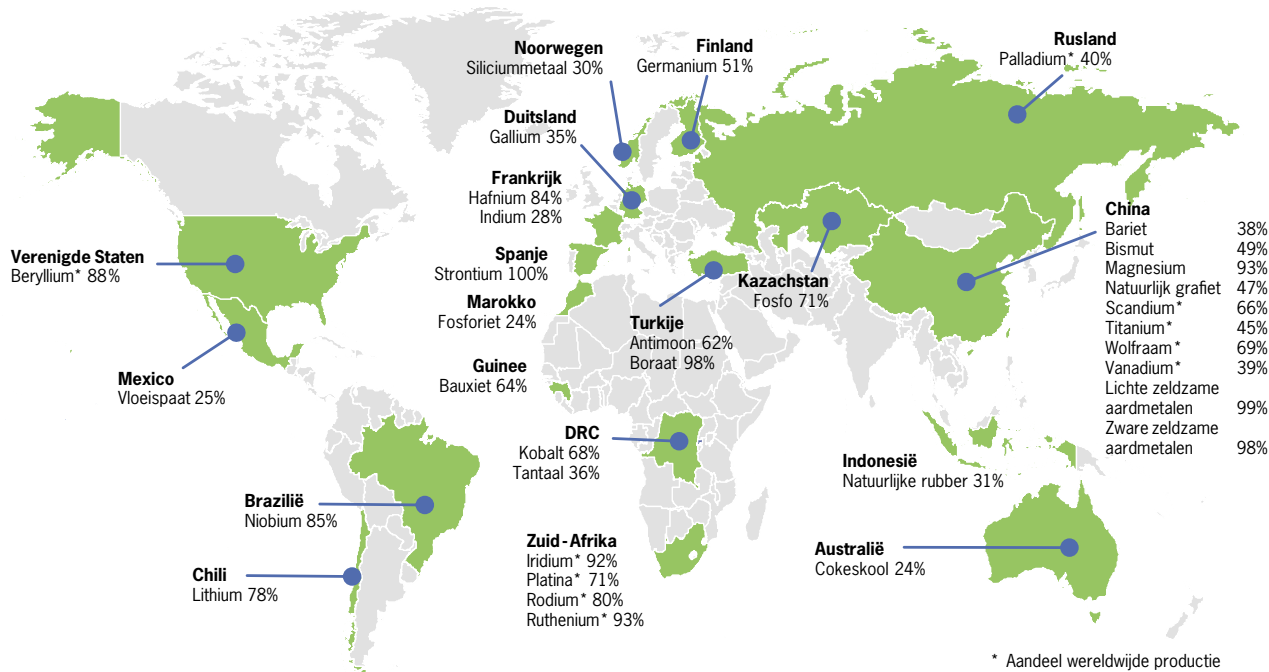 Noorwegen
Siliciummetaal 30%
Finland
Germanium 51%
Rusland
Palladium* 40%
Duitsland
Gallium 35%
Frankrijk
Hafnium 84%
Indium 28%
Verenigde Staten
Beryllium* 88%
Spanje
Strontium 100%
Marokko
Fosforiet 24%
Kazachstan
Fosfo 71%
Turkije
Antimoon 62%
Boraat 98%
China
Bariet 38%
Bismut 49%
Magnesium 93%
Natuurlijk grafiet 47%
Scandium* 66%
Titanium* 45%
Wolfraam* 69%
Vanadium* 39%
Lichte zeldzame
aardmetalen 99%
Zware zeldzame
aardmetalen 98%
Mexico
Vloeispaat 25%
Guinee
Bauxiet 64%
DRC
Kobalt 68%
Tantaal 36%
Indonesië
Natuurlijke rubber 31%
Brazilië
Niobium 85%
Chili
Lithium 78%
Zuid-Afrika
Iridium* 92%
Platina* 71%
Rodium* 80%
Ruthenium* 93%
Australië
Cokeskool 24%
* Aandeel wereldwijde productie